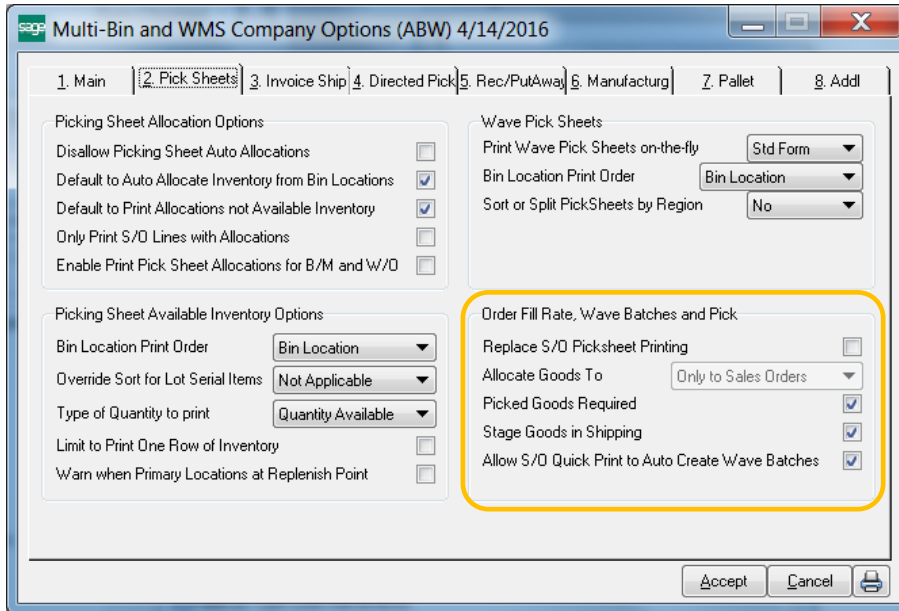 sage Multi-Bin and WMS Company Options (ABW) 4/14/2016
1. Main 2. Pick Sheets 3. Invoice Ship 4. Directed Pick 5. Rec/PutAway 6. Manufacturg 7. Pallet 8. Addl
Picking Sheet Allocation Options
Disallow Picking Sheet Auto Allocations
Default to Auto Allocate Inventory from Bin Locations
Default to Print Allocations not Available Inventory
Only Print S/O Lines with Allocations
Enable Print Pick Sheet Allocations for B/M and W/O
Wave Pick Sheets
Print Wave Pick Sheets on-the-fly Std Form
Bin Location Print Order Bin Location
Sort or Split PickSheets by Region No
Picking Sheet Available Inventory Options
Bin Location Print Order Bin Location
Override Sort for Lot Serial Items Not Applicable
Type of Quantity to print Quantity Available
Limit to Print One Row of Inventory
Warn when Primary Locations at Replenish Point
Order Fill Rate, Wave Batches and Pick
Replace S/O Picksheet Printing
Allocate Goods To Only to Sales Orders
Picked Goods Required
Stage Goods in Shipping
Allow S/O Quick Print to Auto Create Wave Batches
Accept Cancel